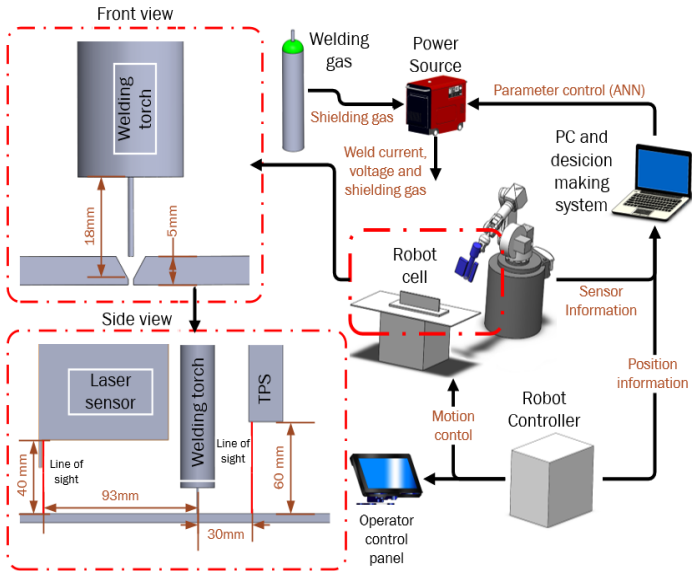 Front view
Welding
torch
18mm
5mm
Welding
gas
Shielding gas
Power
Source
Parameter control (ANN)
Weld current,
voltage and
shielding gas
PC and
desicion
making
system
Robot
cell
Sensor
Information
Side view
Laser
sensor
Welding torch
TPS
Line of
sight
Line of
sight
40 mm
93mm
30mm
60 mm
Motion
contol
Robot
Controller
Position
information
Operator
control
panel